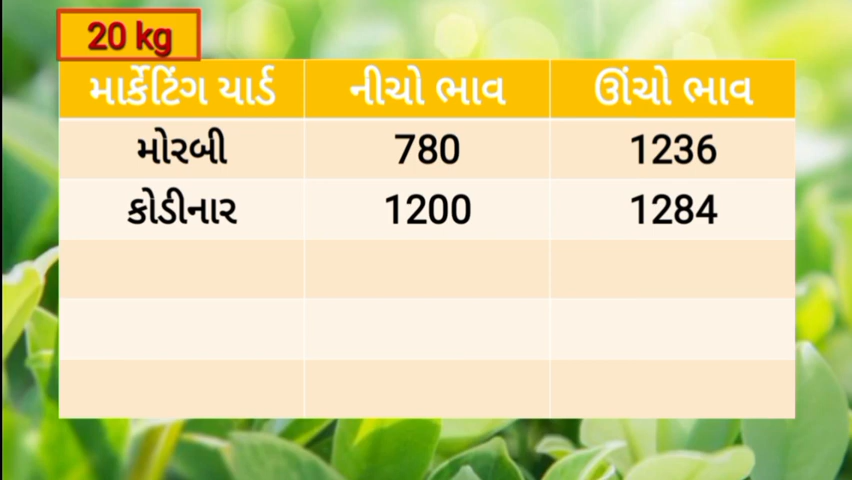 20 kg
માર્કેટિંગ યાર્ડ નીચો ભાવ ઊંચો ભાવ
મોરબી 780 1236
કોડીનાર 1200 1284